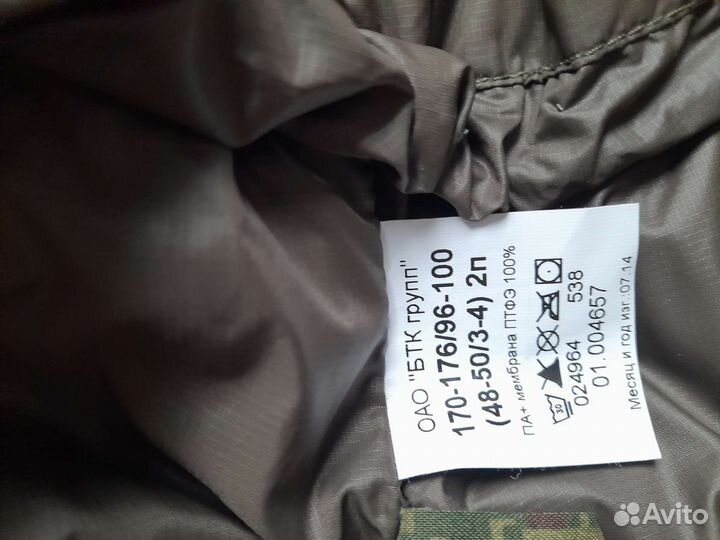 ОАО "БТК групп"
170-176/96-100
(48-50/3-4) 2п
ПА+ мембрана ПТФЭ 100%
30
024964 538
01.004657
Месяц и год изг.:07.14
Avito